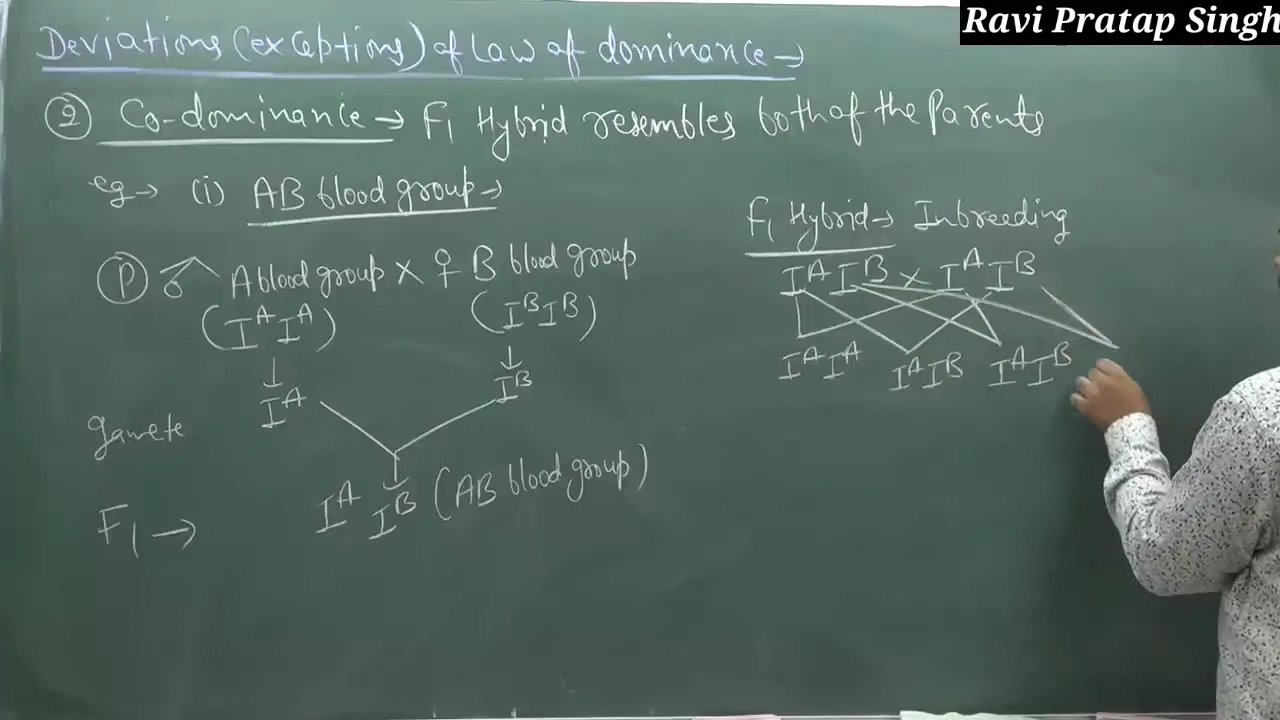 Ravi Pratap Singh
Deviations (exceptions) of Law of dominance →
② Co-dominance → F₁ Hybrid resembles both of the Parents
eg → (i) AB blood group →
Ⓟ ♂ A blood group × ♀ B blood group
(IᴬIᴬ) (IᴮIᴮ)
↓ ↓
gamete Iᴬ Iᴮ
F₁ → Iᴬ Iᴮ (AB blood group)
F₁ Hybrid → Inbreeding
IᴬIᴮ × IᴬIᴮ
IᴬIᴬ IᴬIᴮ IᴬIᴮ